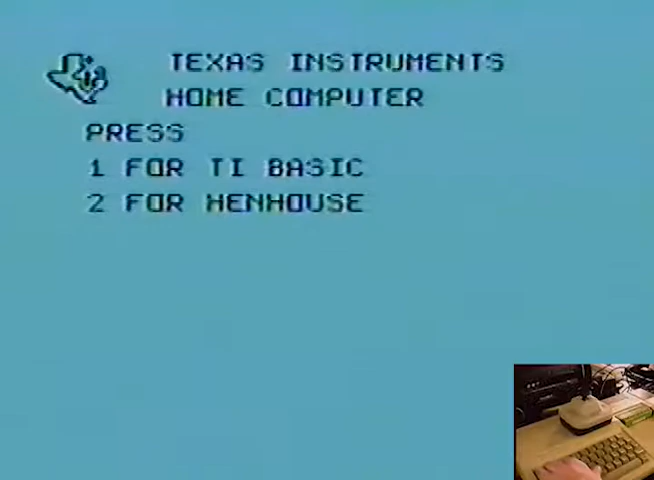 TEXAS INSTRUMENTS
HOME COMPUTER
PRESS
1 FOR TI BASIC
2 FOR HENHOUSE